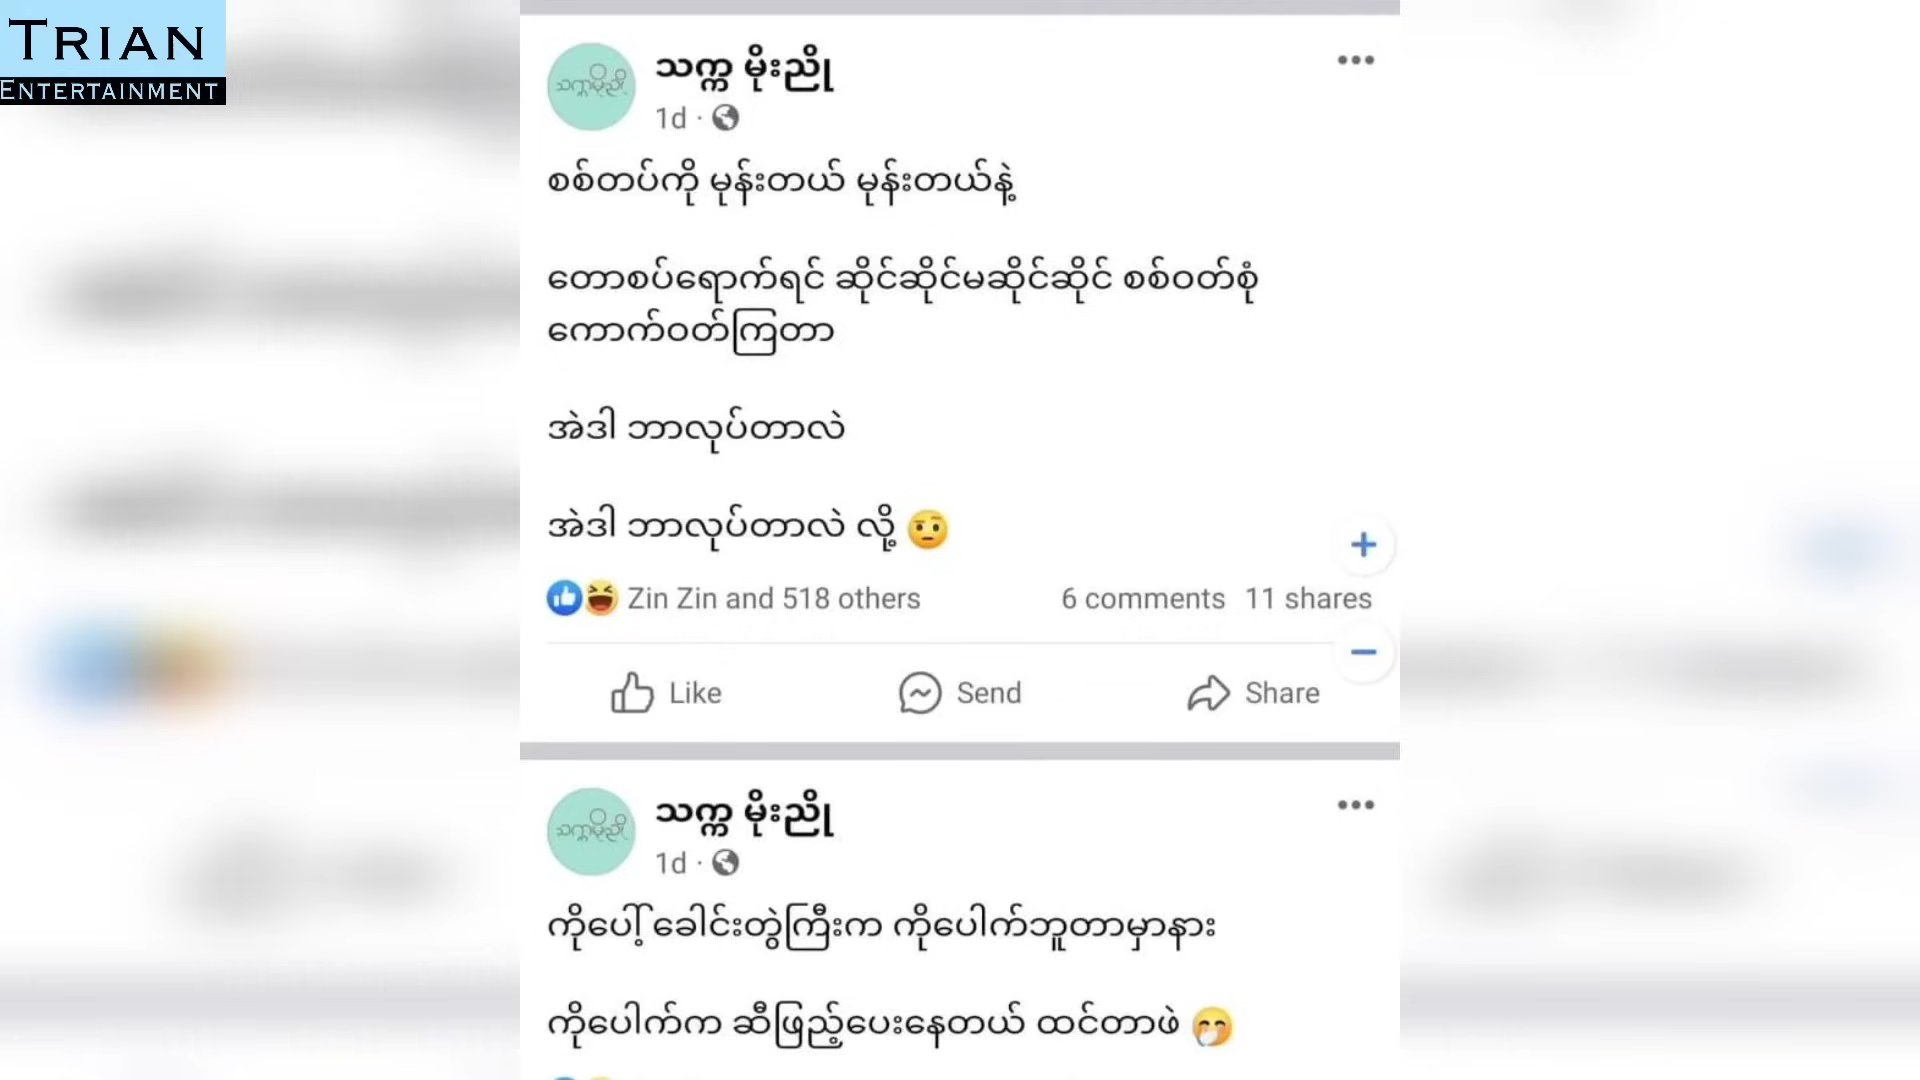 TRIAN
ENTERTAINMENT
သက္က မိုးညို
1d ·
စစ်တပ်ကို မုန်းတယ် မုန်းတယ်နဲ့
တောစပ်ရောက်ရင် ဆိုင်ဆိုင်မဆိုင်ဆိုင် စစ်ဝတ်စုံ
ကောက်ဝတ်ကြတာ
အဲဒါ ဘာလုပ်တာလဲ
အဲဒါ ဘာလုပ်တာလဲ လို့ 🤨
Zin Zin and 518 others 6 comments 11 shares
Like Send Share
သက္က မိုးညို
1d ·
ကိုပေါ့် ခေါင်းတွဲကြီးက ကိုပေါက်ဘူတာမှာနား
ကိုပေါက်က ဆီဖြည့်ပေးနေတယ် ထင်တာဖဲ 🤭